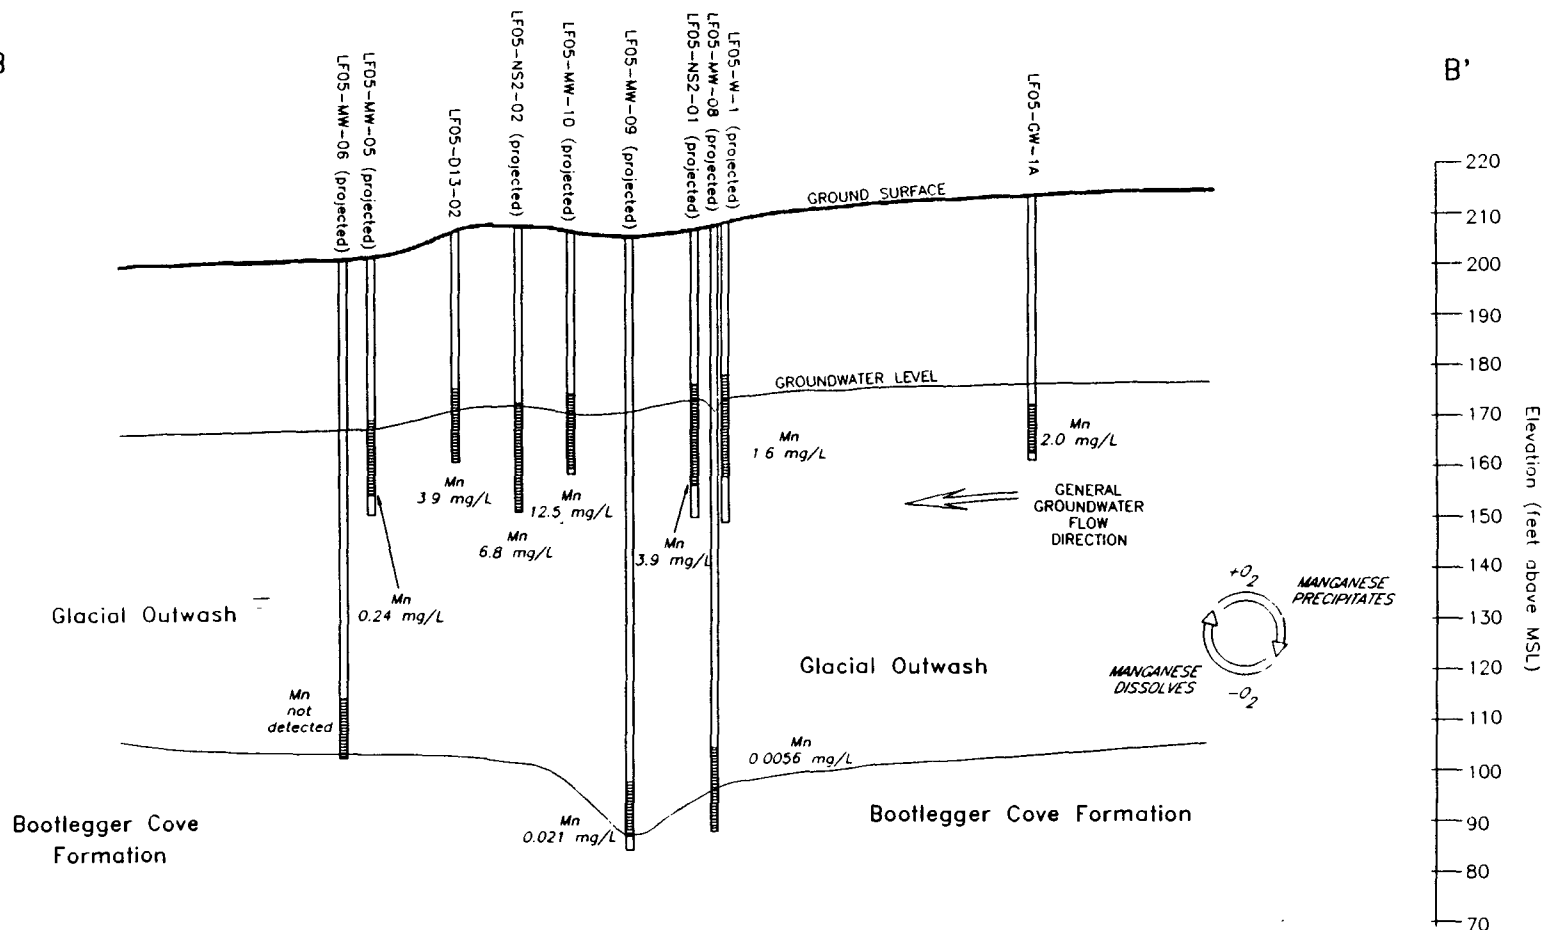 B
B'
LF05-MW-06 (projected)
LF05-MW-05 (projected)
LF05-D13-02
LF05-NS2-02 (projected)
LF05-MW-10 (projected)
LF05-MW-09 (projected)
LF05-NS2-01 (projected)
LF05-MW-08 (projected)
LF05-W-1 (projected)
LF05-GW-1A
GROUND SURFACE
GROUNDWATER LEVEL
Mn
2.0 mg/L
Mn
1 6 mg/L
Mn
3 9 mg/L
Mn
12.5 mg/L
Mn
6.8 mg/L
Mn
3.9 mg/L
Mn
0.24 mg/L
GENERAL
GROUNDWATER
FLOW
DIRECTION
+O2
MANGANESE
PRECIPITATES
MANGANESE
DISSOLVES
-O2
Glacial Outwash
Glacial Outwash
Mn
not
detected
Mn
0 0056 mg/L
Mn
0.021 mg/L
Bootlegger Cove
Formation
Bootlegger Cove Formation
220
210
200
190
180
170
160
150
140
130
120
110
100
90
80
70
Elevation (feet above MSL)